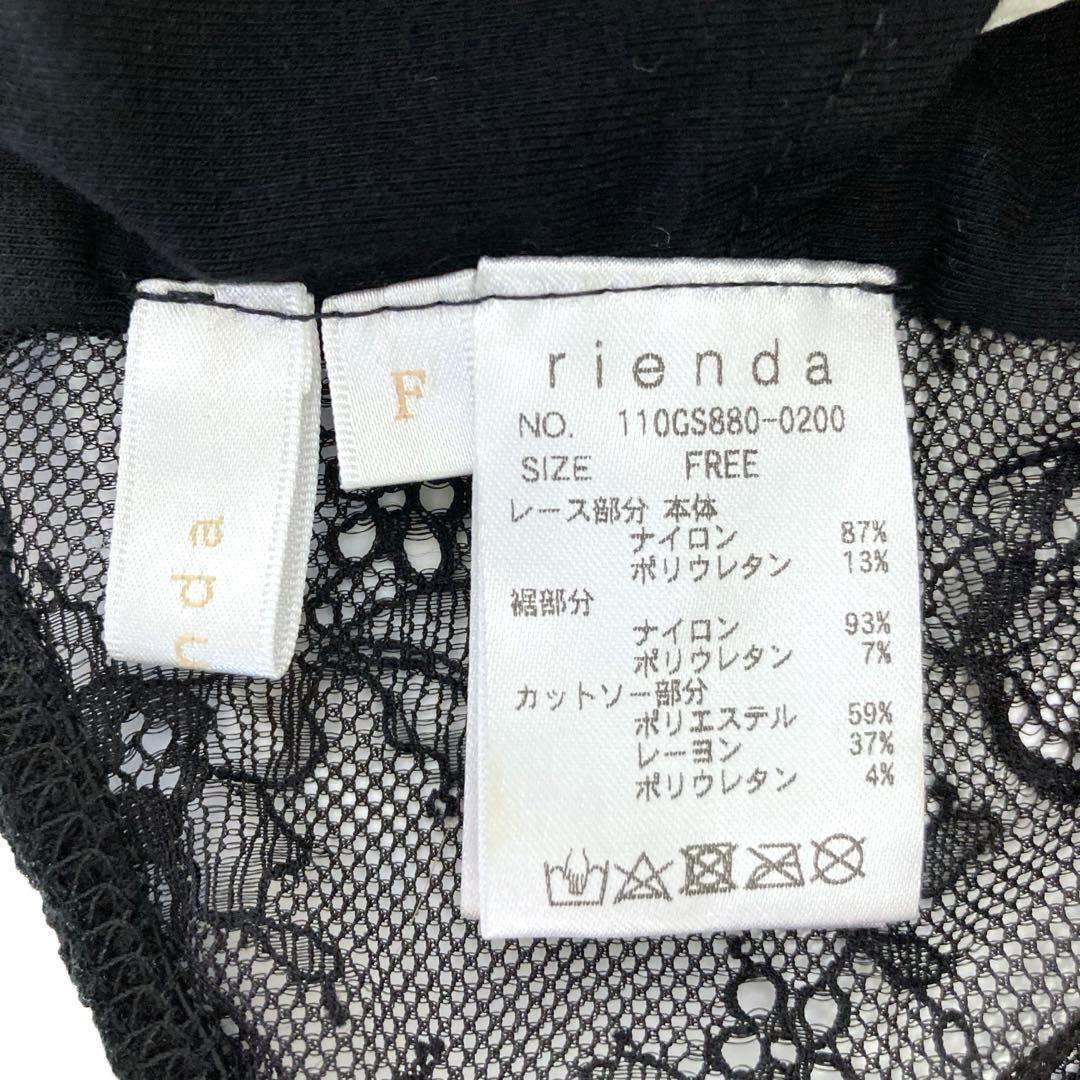 nda
F
rienda
NO. 110GS880-0200
SIZE FREE
レース部分 本体
ナイロン 87%
ポリウレタン 13%
裾部分
ナイロン 93%
ポリウレタン 7%
カットソー部分
ポリエステル 59%
レーヨン 37%
ポリウレタン 4%